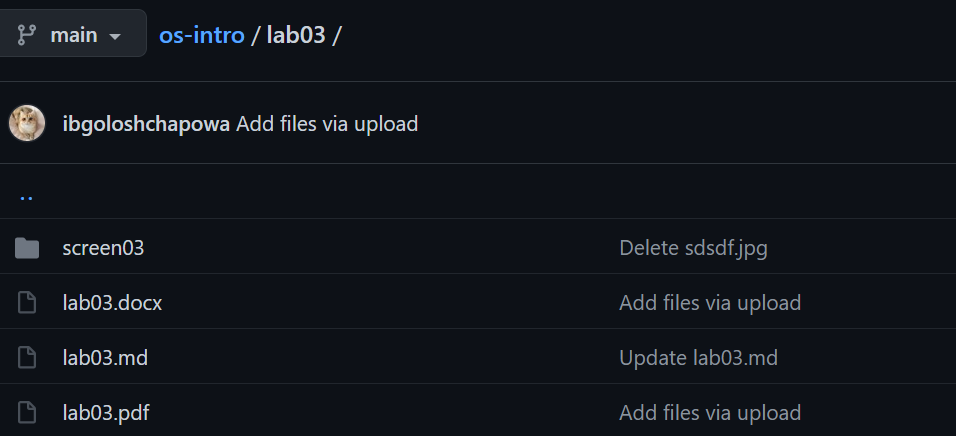 main
os-intro / lab03 /
ibgoloshchapowa Add files via upload
..
screen03 Delete sdsdf.jpg
lab03.docx Add files via upload
lab03.md Update lab03.md
lab03.pdf Add files via upload